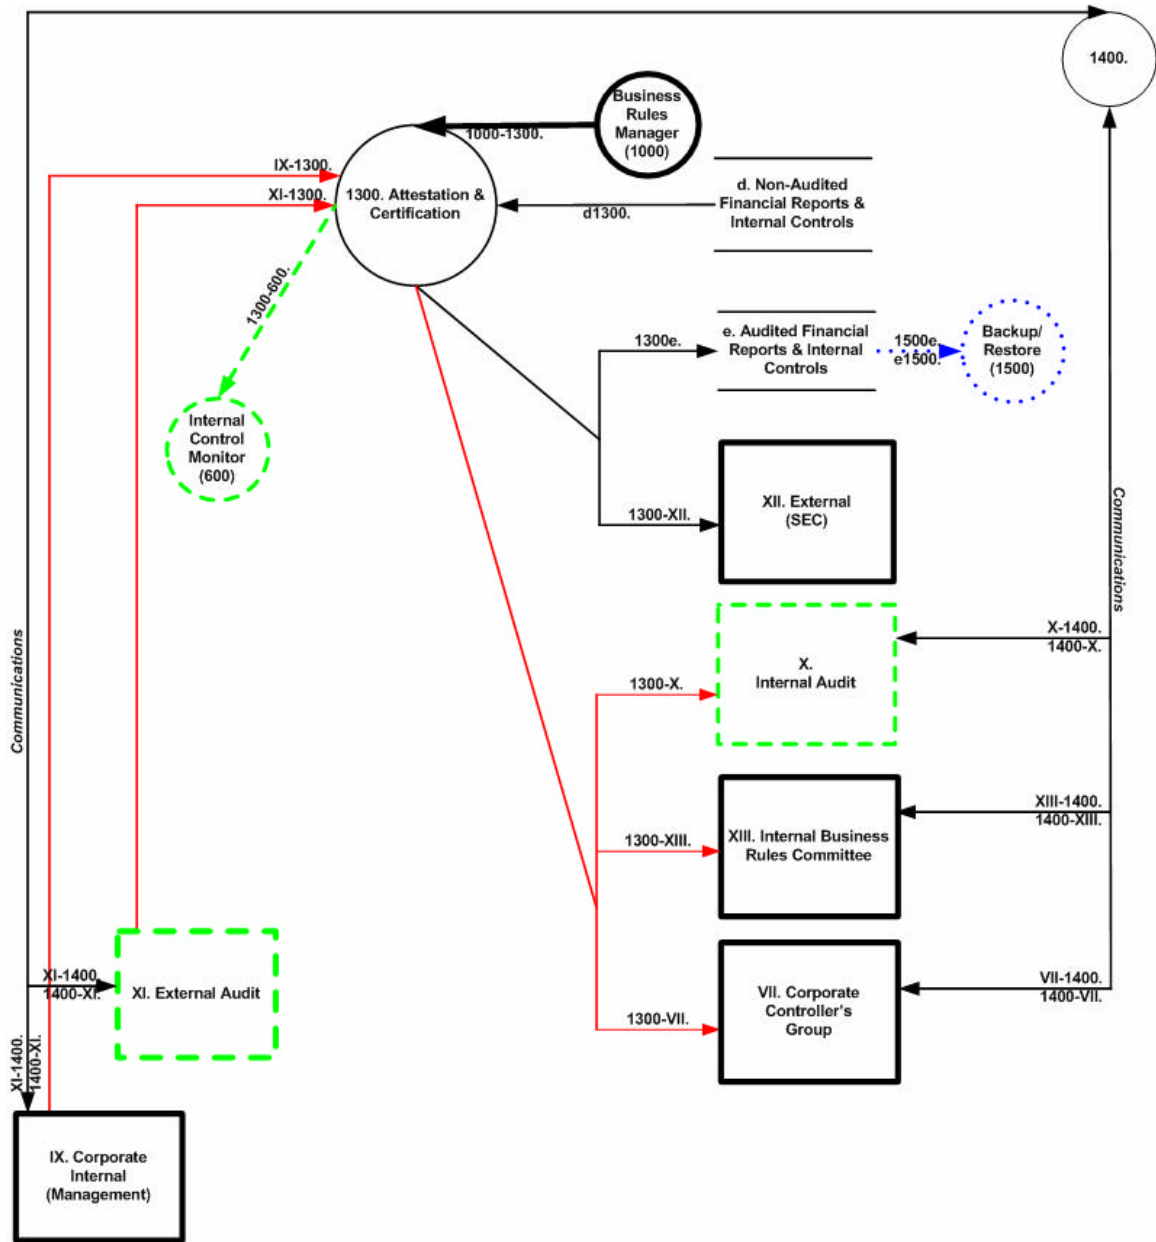 1400.
Business
Rules
Manager
(1000)
1000-1300.
IX-1300.
XI-1300.
1300. Attestation &
Certification
d1300.
d. Non-Audited
Financial Reports &
Internal Controls
1300-600.
1300e.
e. Audited Financial
Reports & Internal
Controls
1500e.
e1500.
Backup/
Restore
(1500)
Internal
Control
Monitor
(600)
1300-XII.
XII. External
(SEC)
Communications
Communications
X-1400.
1400-X.
1300-X.
X.
Internal Audit
XIII-1400.
1400-XIII.
1300-XIII.
XIII. Internal Business
Rules Committee
XI-1400.
1400-XI.
XI. External Audit
VII-1400.
1400-VII.
1300-VII.
VII. Corporate
Controller's
Group
XI-1400.
1400-XI.
IX. Corporate
Internal
(Management)